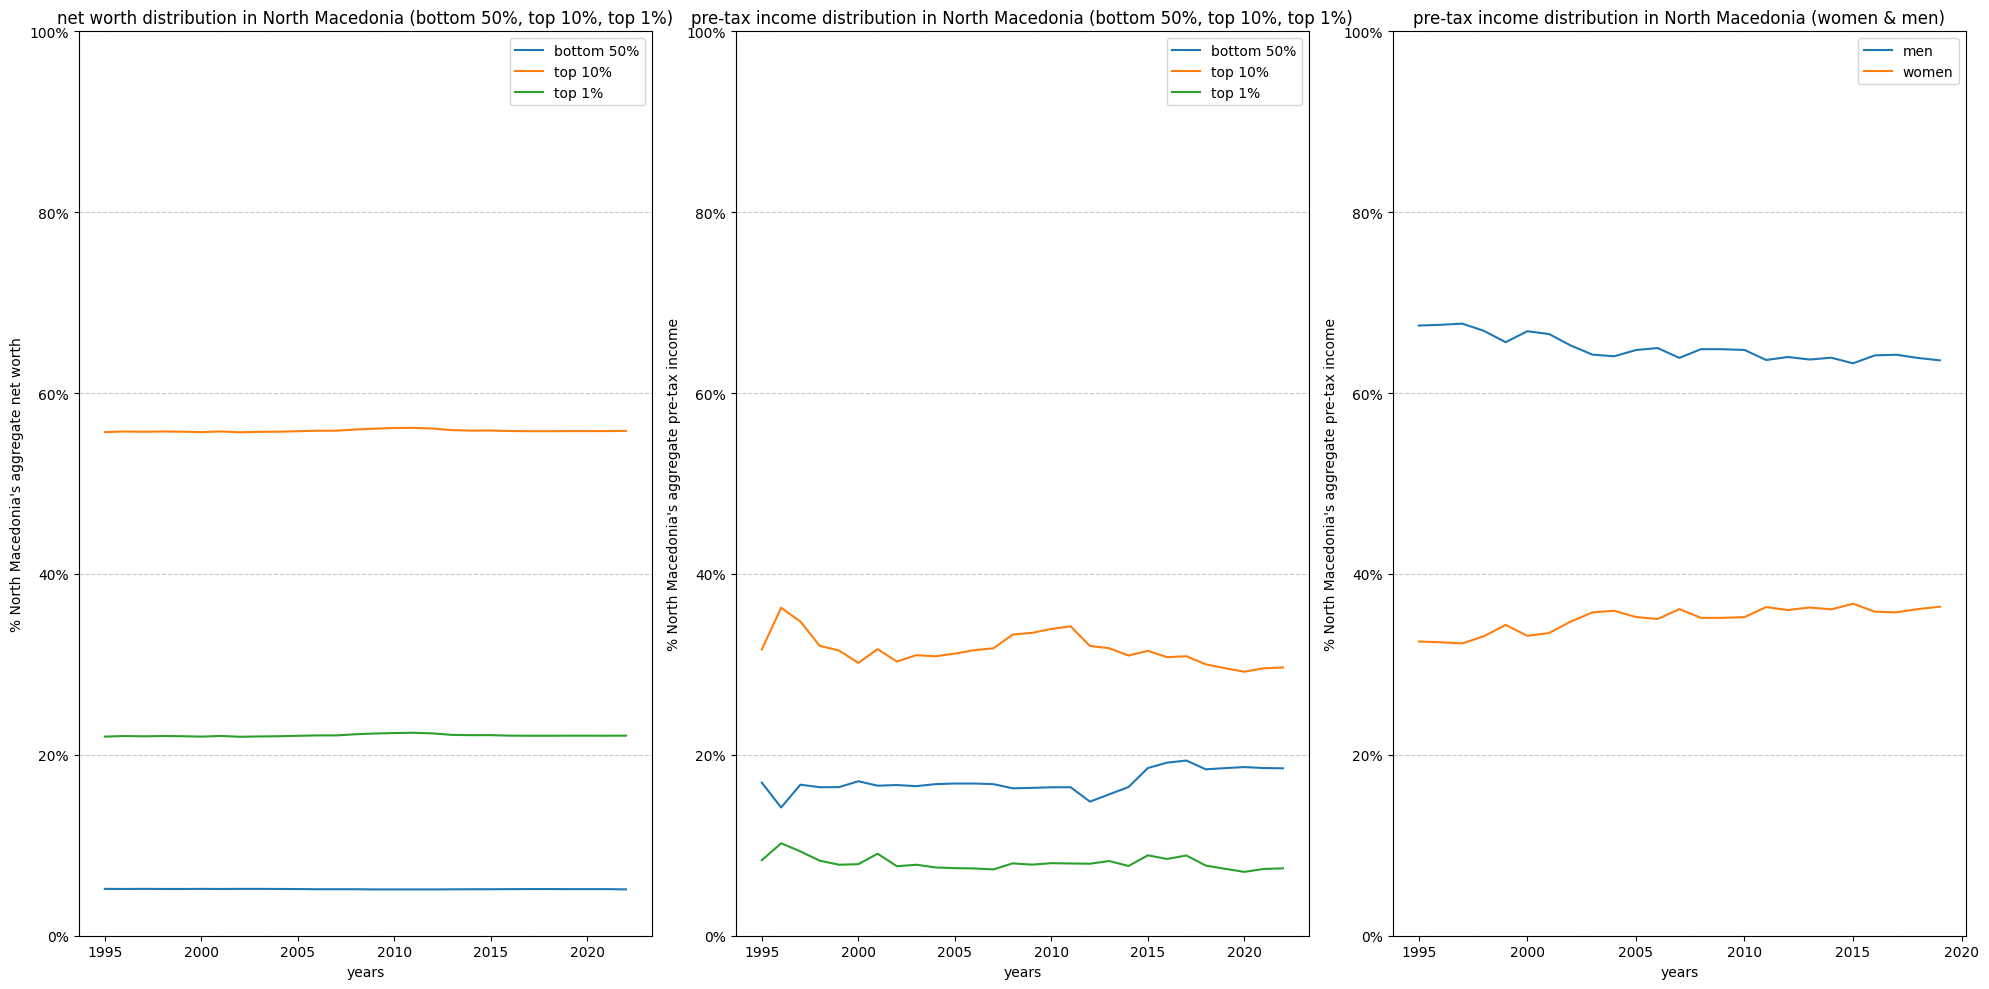 net worth distribution in North Macedonia (bottom 50%, top 10%, top 1%)
100%
80%
60%
40%
20%
0%
% North Macedonia's aggregate net worth
bottom 50%
top 10%
top 1%
1995 2000 2005 2010 2015 2020
years
pre-tax income distribution in North Macedonia (bottom 50%, top 10%, top 1%)
100%
80%
60%
40%
20%
0%
% North Macedonia's aggregate pre-tax income
bottom 50%
top 10%
top 1%
1995 2000 2005 2010 2015 2020
years
pre-tax income distribution in North Macedonia (women & men)
100%
80%
60%
40%
20%
0%
% North Macedonia's aggregate pre-tax income
men
women
1995 2000 2005 2010 2015 2020
years